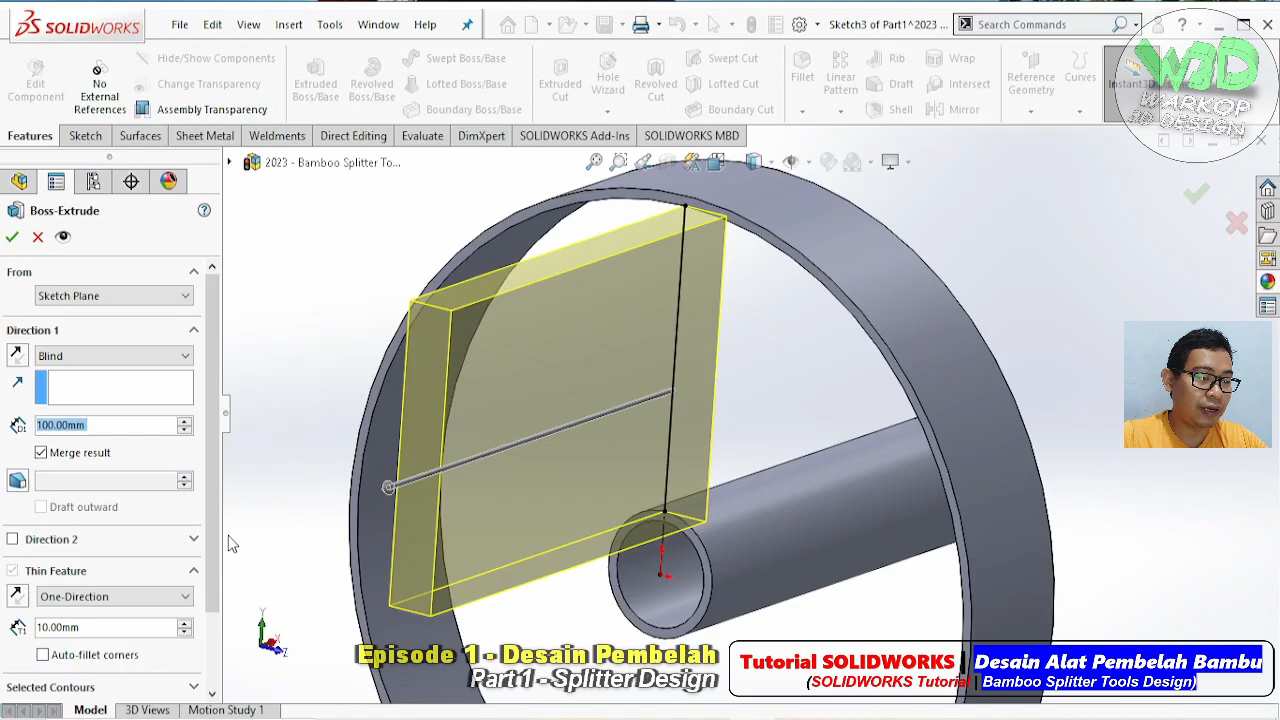 SOLIDWORKS
File
Edit
View
Insert
Tools
Window
Help
Sketch3 of Part1^2023 ...
Search Commands
Edit
Component
No
External
References
Hide/Show Components
Change Transparency
Assembly Transparency
Extruded
Boss/Base
Revolved
Boss/Base
Swept Boss/Base
Boss/Base
Boundary Boss/Base
Extruded
Cut
Hole
Wizard
Revolved
Cut
Swept Cut
Lofted Cut
Boundary Cut
Fillet
Linear
Pattern
Rib
Draft
Shell
Wrap
Intersect
Mirror
Reference
Geometry
Curves
Instant3D
W3D
WARKOP
3D DESIGN
Features
Sketch
Surfaces
Sheet Metal
Weldments
Direct Editing
Evaluate
DimXpert
SOLIDWORKS Add-Ins
SOLIDWORKS MBD
2023 - Bamboo Splitter To...
Boss-Extrude
From
Sketch Plane
Direction 1
Blind
100.00mm
Merge result
Draft outward
Direction 2
Thin Feature
One-Direction
10.00mm
Auto-fillet corners
Selected Contours
Y
X
Z
Episode 1 - Desain Pembelah
Part 1 - Splitter Design
Tutorial SOLIDWORKS | Desain Alat Pembelah Bambu
(SOLIDWORKS Tutorial | Bamboo Splitter Tools Design)
Model
3D Views
Motion Study 1